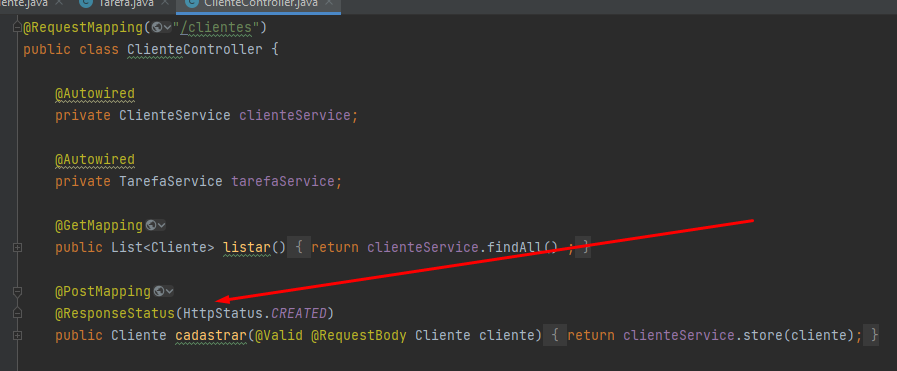 ente.java Tarefa.java ClienteController.java
@RequestMapping("/clientes")
public class ClienteController {
@Autowired
private ClienteService clienteService;
@Autowired
private TarefaService tarefaService;
@GetMapping
public List<Cliente> listar() { return clienteService.findAll() ; }
@PostMapping
@ResponseStatus(HttpStatus.CREATED)
public Cliente cadastrar(@Valid @RequestBody Cliente cliente) { return clienteService.store(cliente); }